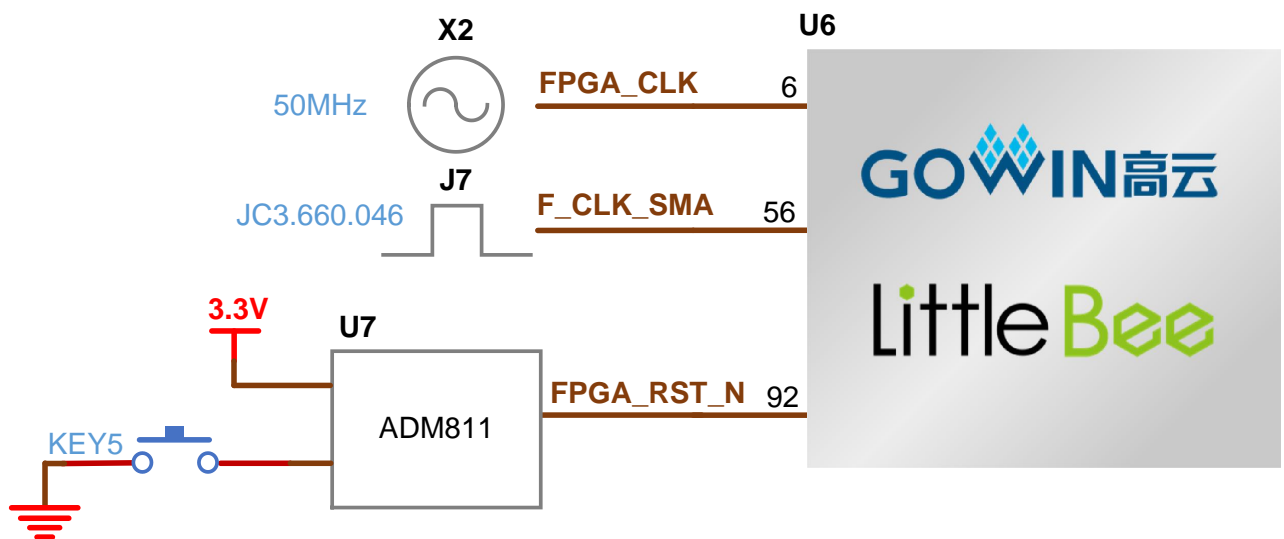 X2
U6
50MHz
FPGA_CLK
6
GOWIN高云
J7
JC3.660.046
F_CLK_SMA
56
LittleBee
3.3V
U7
ADM811
FPGA_RST_N
92
KEY5